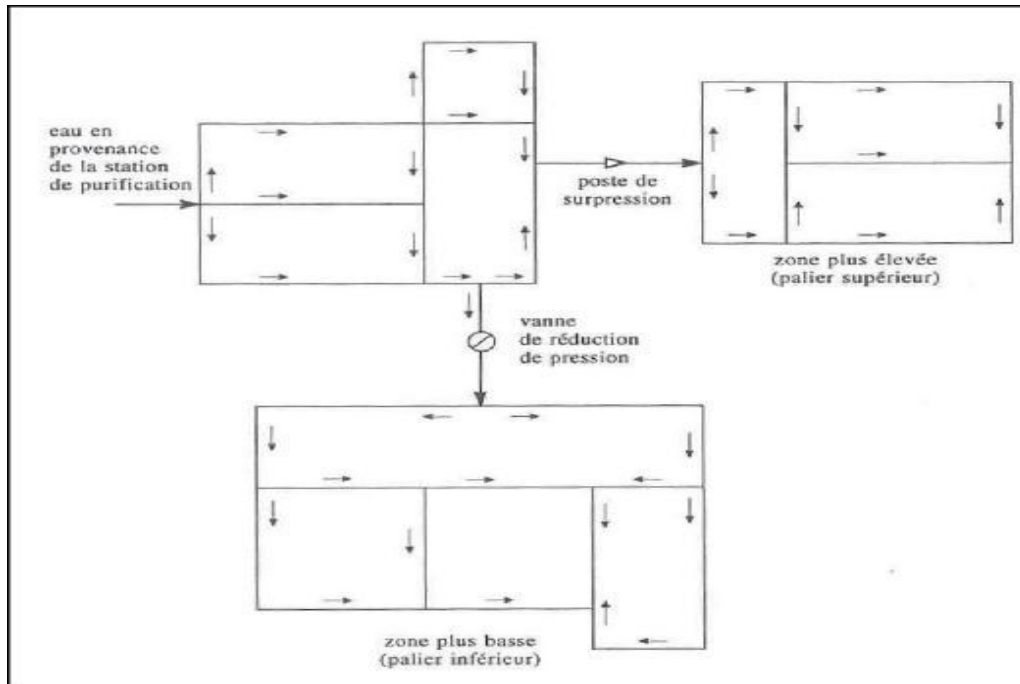 eau en
provenance
de la station
de purification
poste de
surpression
zone plus élevée
(palier supérieur)
vanne
de réduction
de pression
zone plus basse
(palier inférieur)